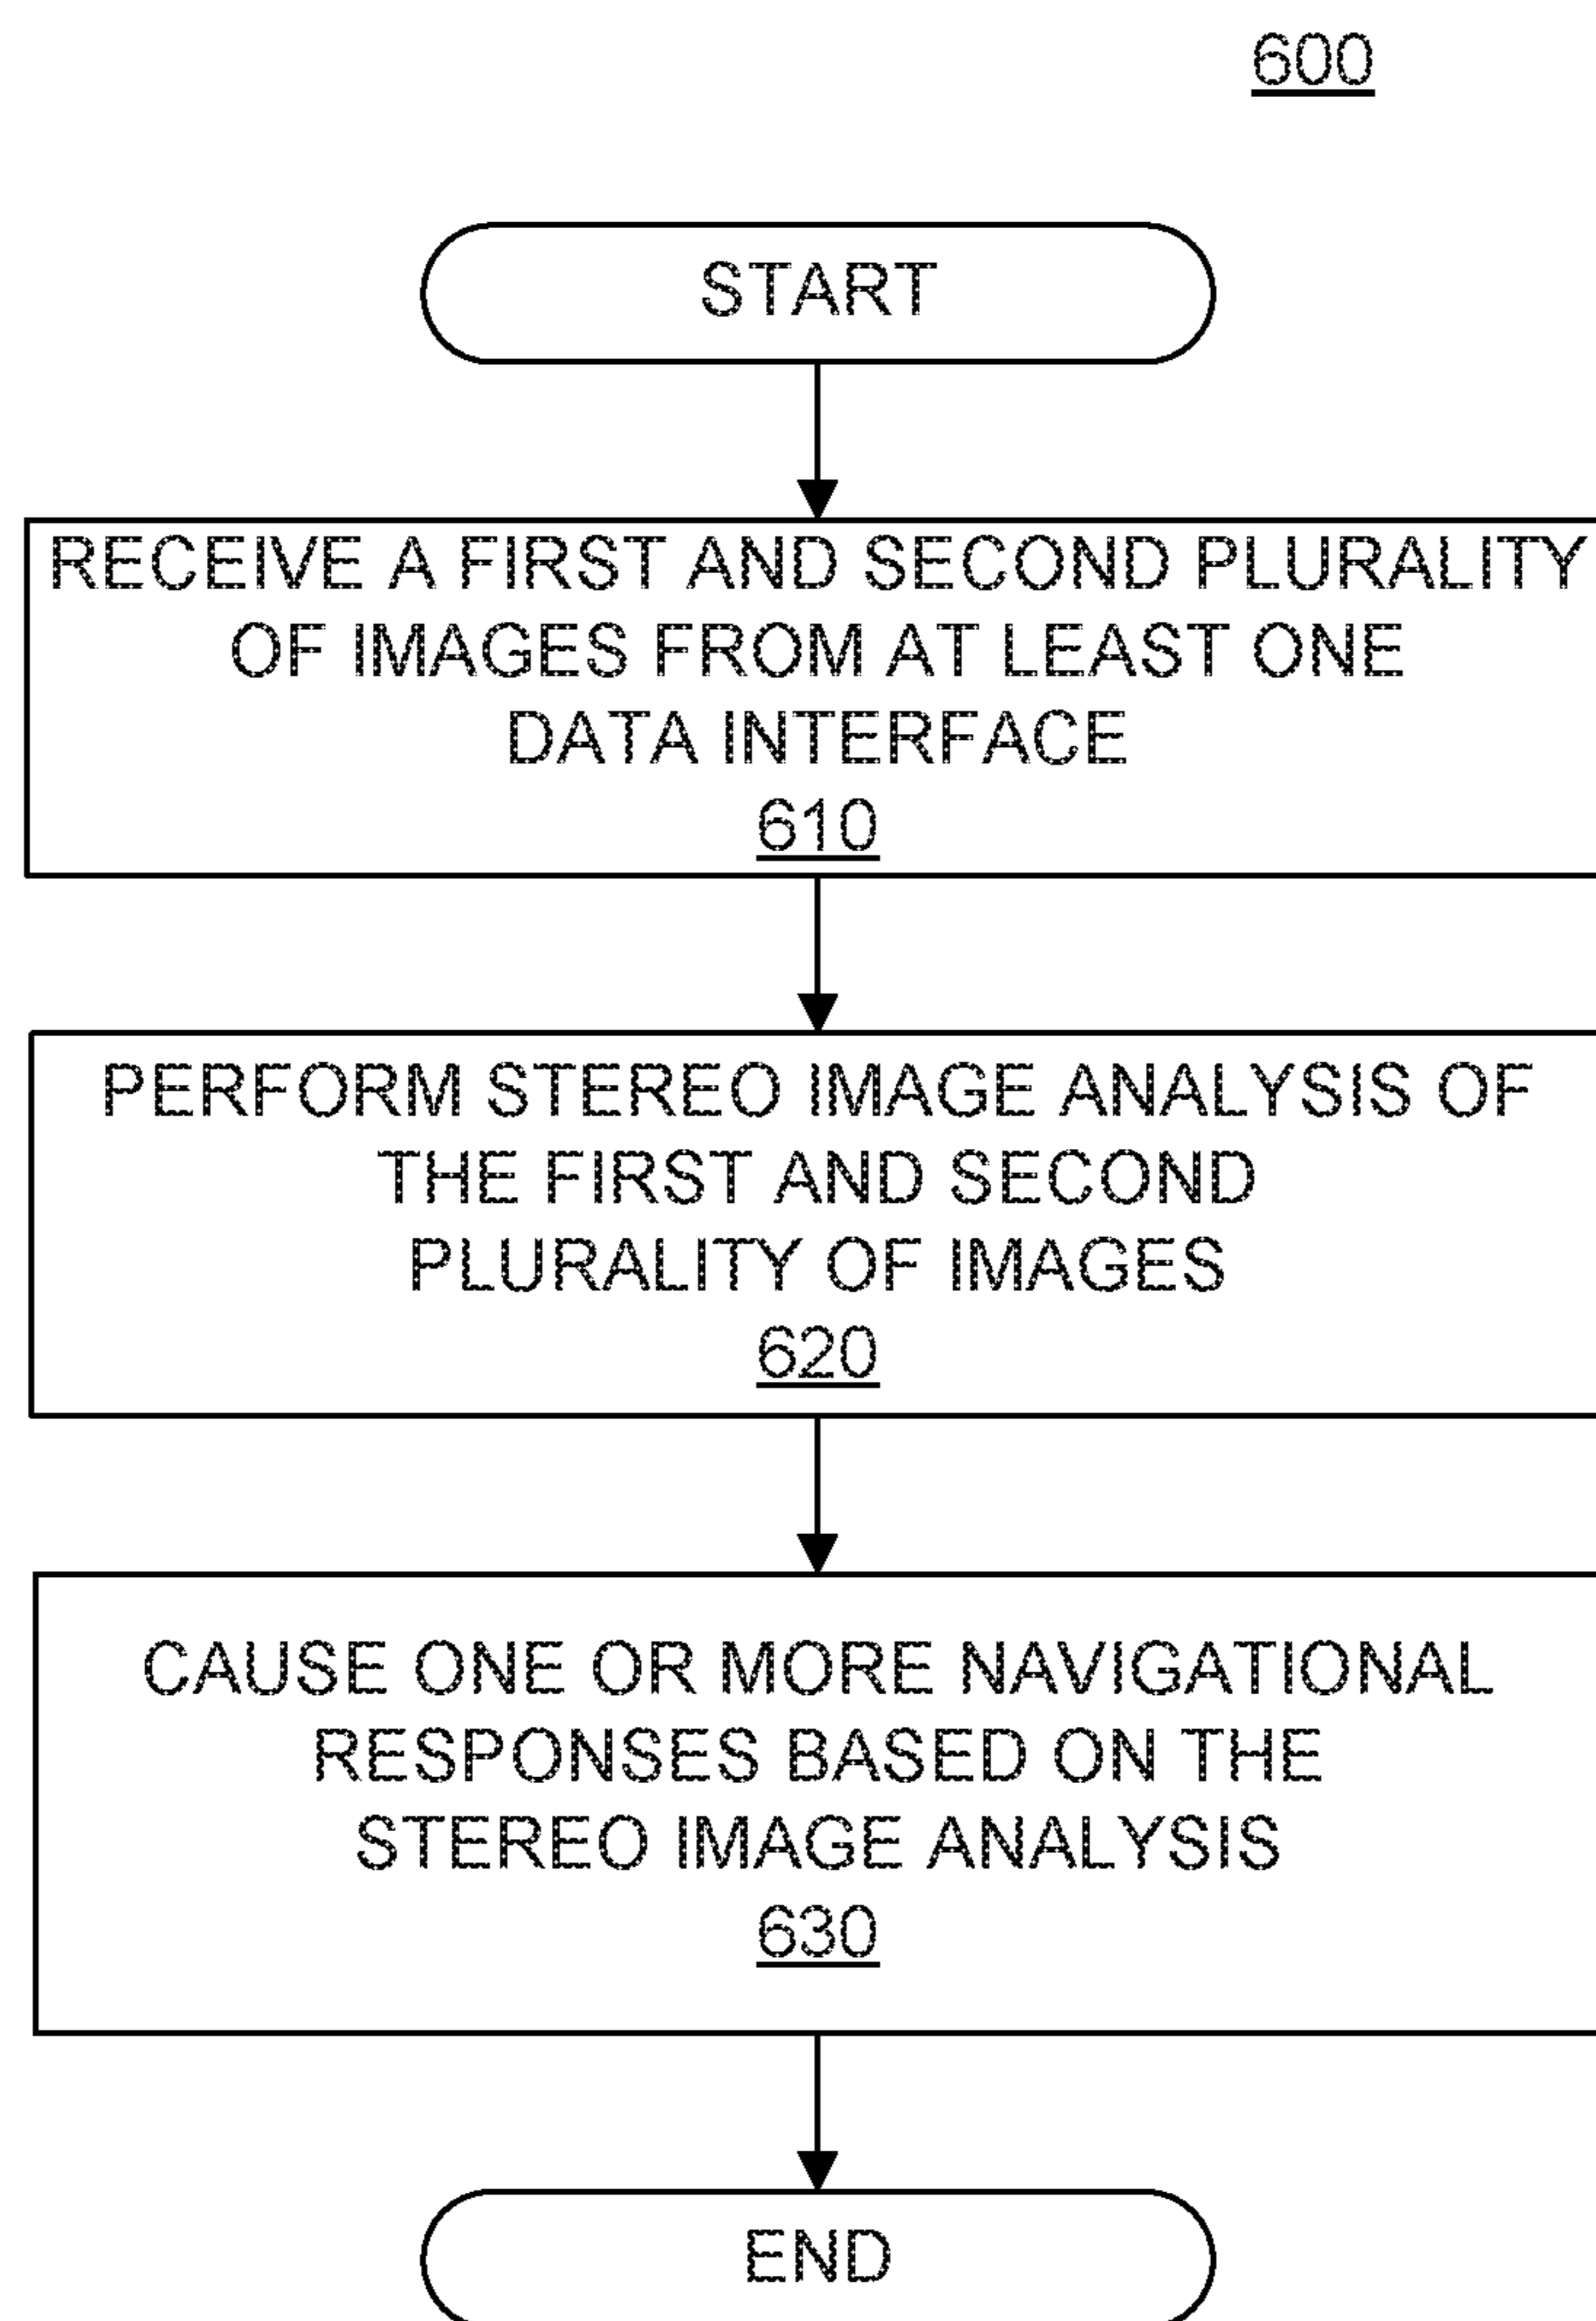 600
START
RECEIVE A FIRST AND SECOND PLURALITY
OF IMAGES FROM AT LEAST ONE
DATA INTERFACE
610
PERFORM STEREO IMAGE ANALYSIS OF
THE FIRST AND SECOND
PLURALITY OF IMAGES
620
CAUSE ONE OR MORE NAVIGATIONAL
RESPONSES BASED ON THE
STEREO IMAGE ANALYSIS
630
END